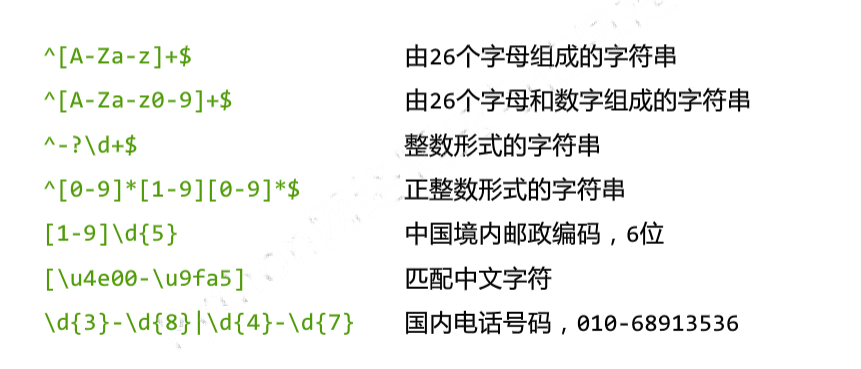 ^[A-Za-z]+$ 由26个字母组成的字符串
^[A-Za-z0-9]+$ 由26个字母和数字组成的字符串
^-?\d+$ 整数形式的字符串
^[0-9]*[1-9][0-9]*$ 正整数形式的字符串
[1-9]\d{5} 中国境内邮政编码，6位
[\u4e00-\u9fa5] 匹配中文字符
\d{3}-\d{8}|\d{4}-\d{7} 国内电话号码，010-68913536